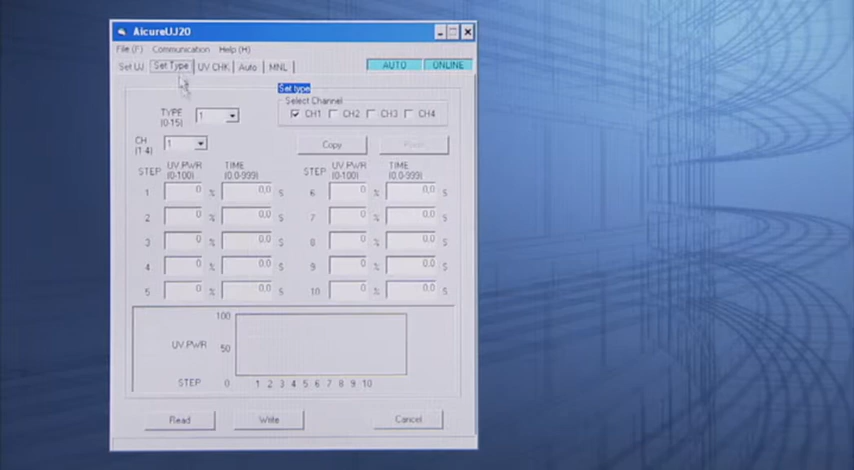 AicureUJ20
File (F) Communication Help (H)
Set UJ Set Type UV CHK Auto MNL AUTO ONLINE
Set type
Select Channel
CH1 CH2 CH3 CH4
TYPE
(0-15)
1
CH
(1-4)
1
Copy
STEP UV.PWR
(0-100) TIME
(0.0-999) STEP UV.PWR
(0-100) TIME
(0.0-999)
1 0 % 0.0 S 6 0 % 0.0 S
2 0 % 0.0 S 7 0 % 0.0 S
3 0 % 0.0 S 8 0 % 0.0 S
4 0 % 0.0 S 9 0 % 0.0 S
5 0 % 0.0 S 10 0 % 0.0 S
100
UV.PWR 50
STEP 0 1 2 3 4 5 6 7 8 9 10
Read Write Cancel